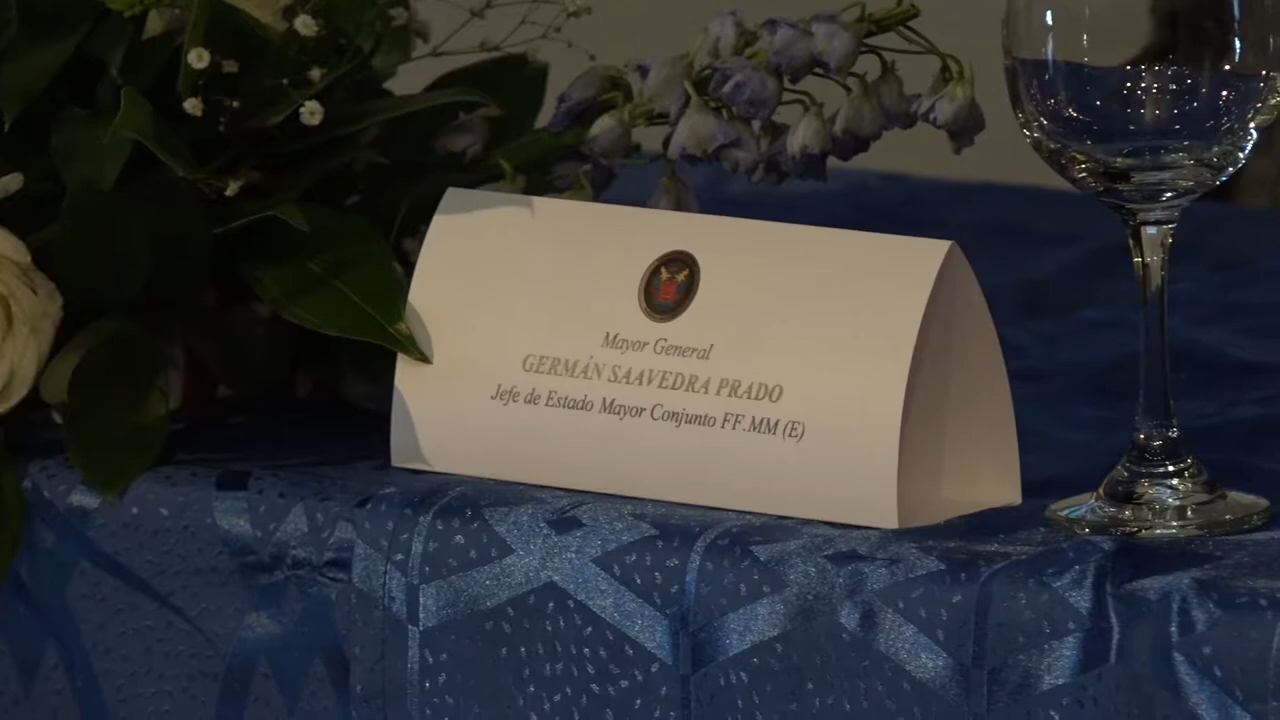 Mayor General
GERMÁN SAAVEDRA PRADO
Jefe de Estado Mayor Conjunto FF.MM (E)